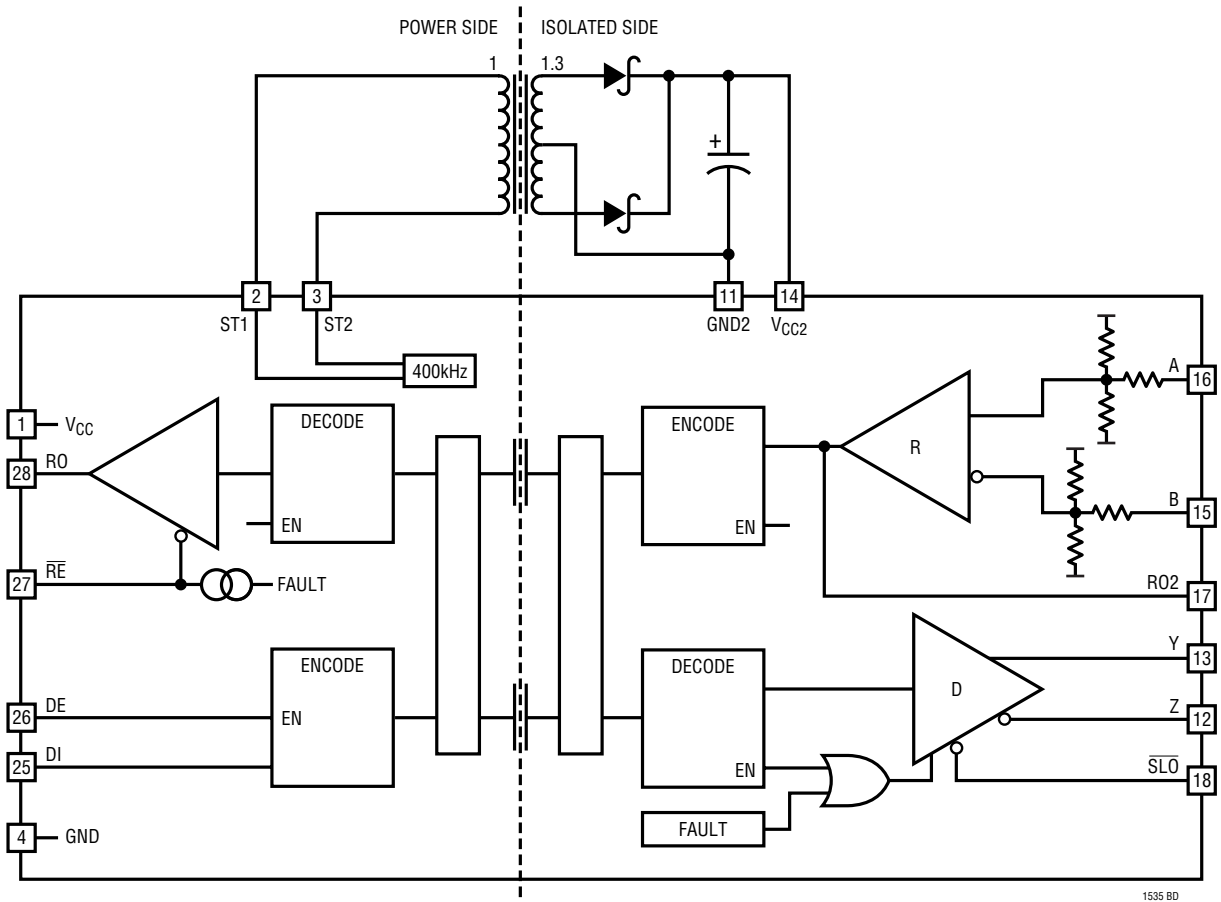 POWER SIDE
ISOLATED SIDE
1
1.3
+
2
3
11
14
ST1
ST2
GND2
VCC2
400kHz
A
16
1
VCC
DECODE
ENCODE
28
RO
R
EN
EN
B
15
27
RE
FAULT
RO2
17
ENCODE
DECODE
Y
13
26
DE
EN
D
Z
12
25
DI
EN
SLO
18
4
GND
FAULT
1535 BD